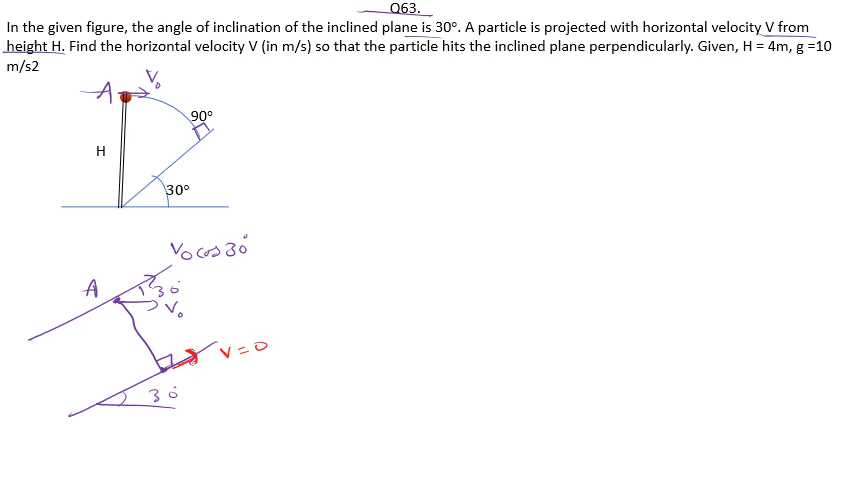 Q63.
In the given figure, the angle of inclination of the inclined plane is 30°. A particle is projected with horizontal velocity V from
height H. Find the horizontal velocity V (in m/s) so that the particle hits the inclined plane perpendicularly. Given, H = 4m, g =10
m/s2
A V₀
90°
H
30°
V₀ cos 30°
A 30°
V₀
V = 0
30°